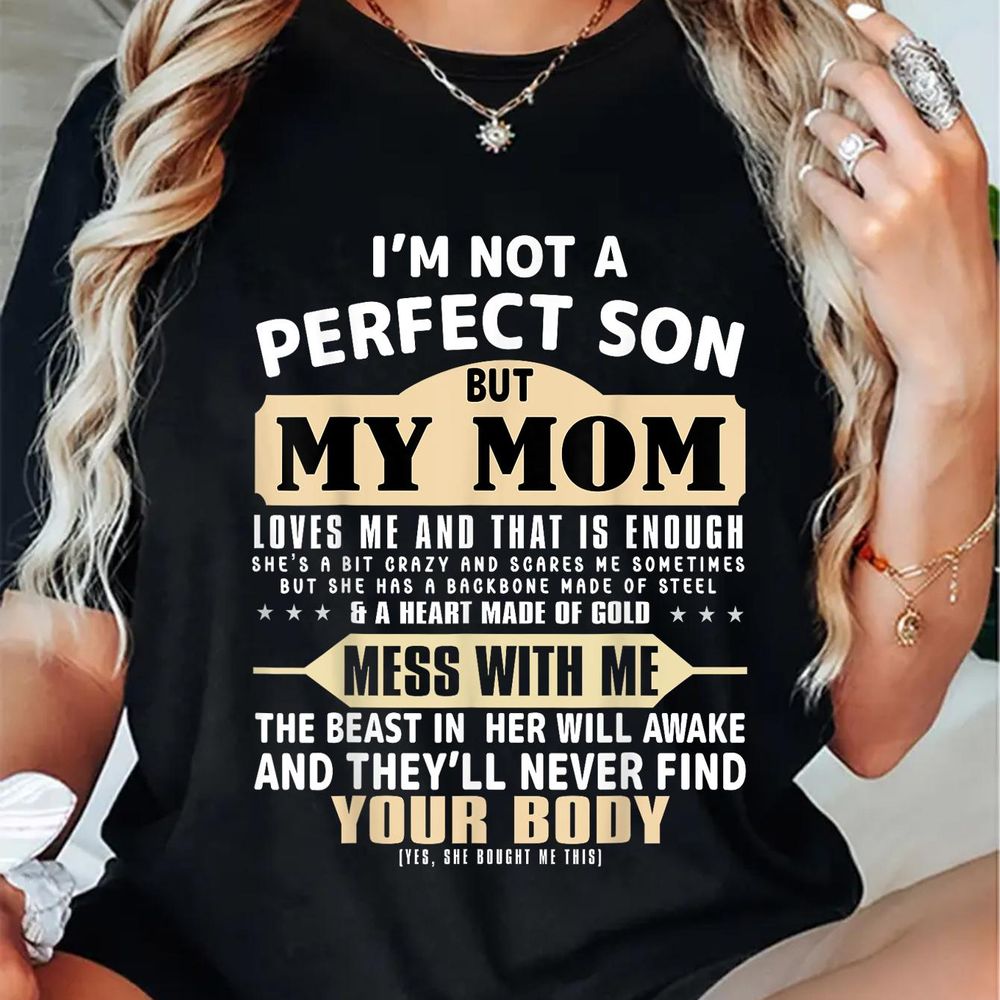 I'M NOT A
PERFECT SON
BUT
MY MOM
LOVES ME AND THAT IS ENOUGH
SHE'S A BIT CRAZY AND SCARES ME SOMETIMES
BUT SHE HAS A BACKBONE MADE OF STEEL
& A HEART MADE OF GOLD
MESS WITH ME
THE BEAST IN HER WILL AWAKE
AND THEY'LL NEVER FIND
YOUR BODY
(YES, SHE BOUGHT ME THIS)